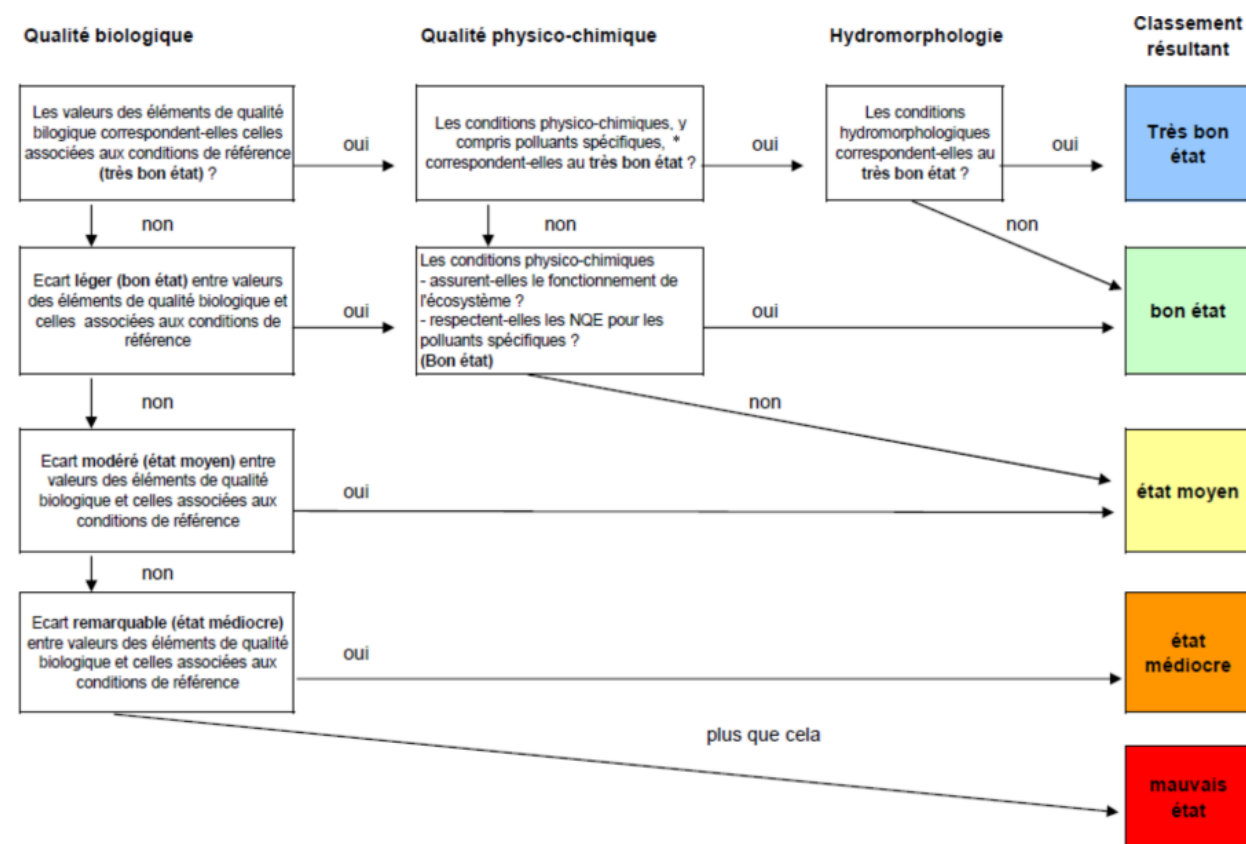 Qualité biologique
Qualité physico-chimique
Hydromorphologie
Classement
résultant
Les valeurs des éléments de qualité
bilogique correspondent-elles celles
associées aux conditions de référence
(très bon état) ?
oui
Les conditions physico-chimiques, y
compris polluants spécifiques, *
correspondent-elles au très bon état ?
oui
Les conditions
hydromorphologiques
correspondent-elles au
très bon état ?
oui
Très bon
état
non
non
non
Ecart léger (bon état) entre valeurs
des éléments de qualité biologique et
celles associées aux conditions de
référence
oui
Les conditions physico-chimiques
- assurent-elles le fonctionnement de
l'écosystème ?
- respectent-elles les NQE pour les
polluants spécifiques ?
(Bon état)
oui
bon état
non
non
Ecart modéré (état moyen) entre
valeurs des éléments de qualité
biologique et celles associées aux
conditions de référence
oui
état moyen
non
Ecart remarquable (état médiocre)
entre valeurs des éléments de qualité
biologique et celles associées aux
conditions de référence
oui
état
médiocre
plus que cela
mauvais
état